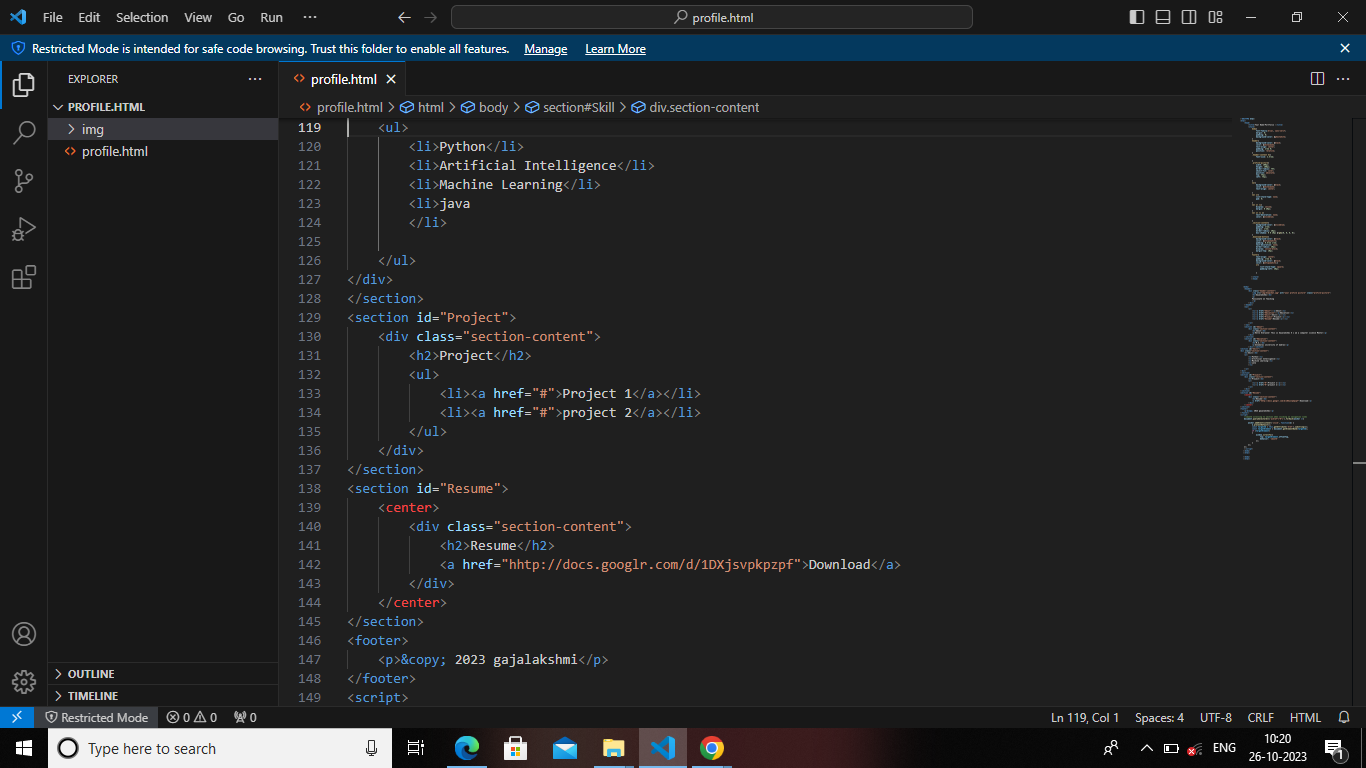 File Edit Selection View Go Run ··· profile.html
Restricted Mode is intended for safe code browsing. Trust this folder to enable all features. Manage Learn More
EXPLORER ···
PROFILE.HTML
img
profile.html
OUTLINE
TIMELINE
profile.html
profile.html > html > body > section#Skill > div.section-content
119 <ul>
120 <li>Python</li>
121 <li>Artificial Intelligence</li>
122 <li>Machine Learning</li>
123 <li>java
124 </li>
125
126 </ul>
127 </div>
128 </section>
129 <section id="Project">
130 <div class="section-content">
131 <h2>Project</h2>
132 <ul>
133 <li><a href="#">Project 1</a></li>
134 <li><a href="#">project 2</a></li>
135 </ul>
136 </div>
137 </section>
138 <section id="Resume">
139 <center>
140 <div class="section-content">
141 <h2>Resume</h2>
142 <a href="hhtp://docs.googlr.com/d/1DXjsvpkpzpf">Download</a>
143 </div>
144 </center>
145 </section>
146 <footer>
147 <p>&copy; 2023 gajalakshmi</p>
148 </footer>
149 <script>
Restricted Mode 0 0 0 Ln 119, Col 1 Spaces: 4 UTF-8 CRLF HTML
Type here to search
ENG
10:20
26-10-2023
1